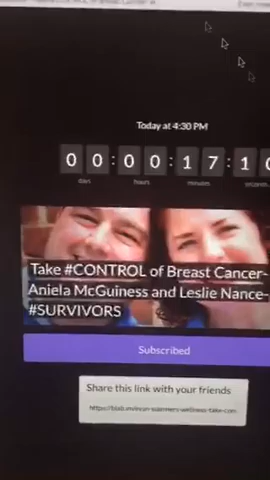 Today at 4:30 PM
00:00:17:1
days hours minutes
Take #CONTROL of Breast Cancer-
Aniela McGuiness and Leslie Nance-
#SURVIVORS
Subscribed
Share this link with your friends